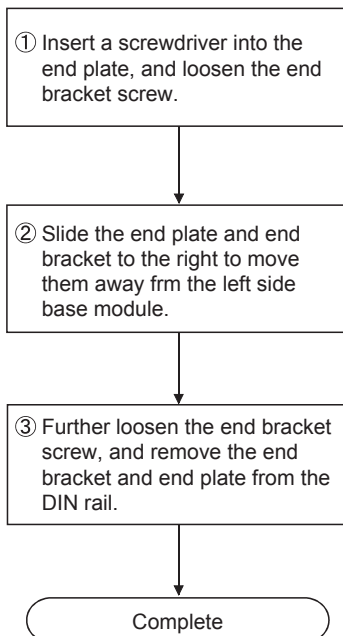 ① Insert a screwdriver into the
end plate, and loosen the end
bracket screw.
② Slide the end plate and end
bracket to the right to move
them away frm the left side
base module.
③ Further loosen the end bracket
screw, and remove the end
bracket and end plate from the
DIN rail.
Complete